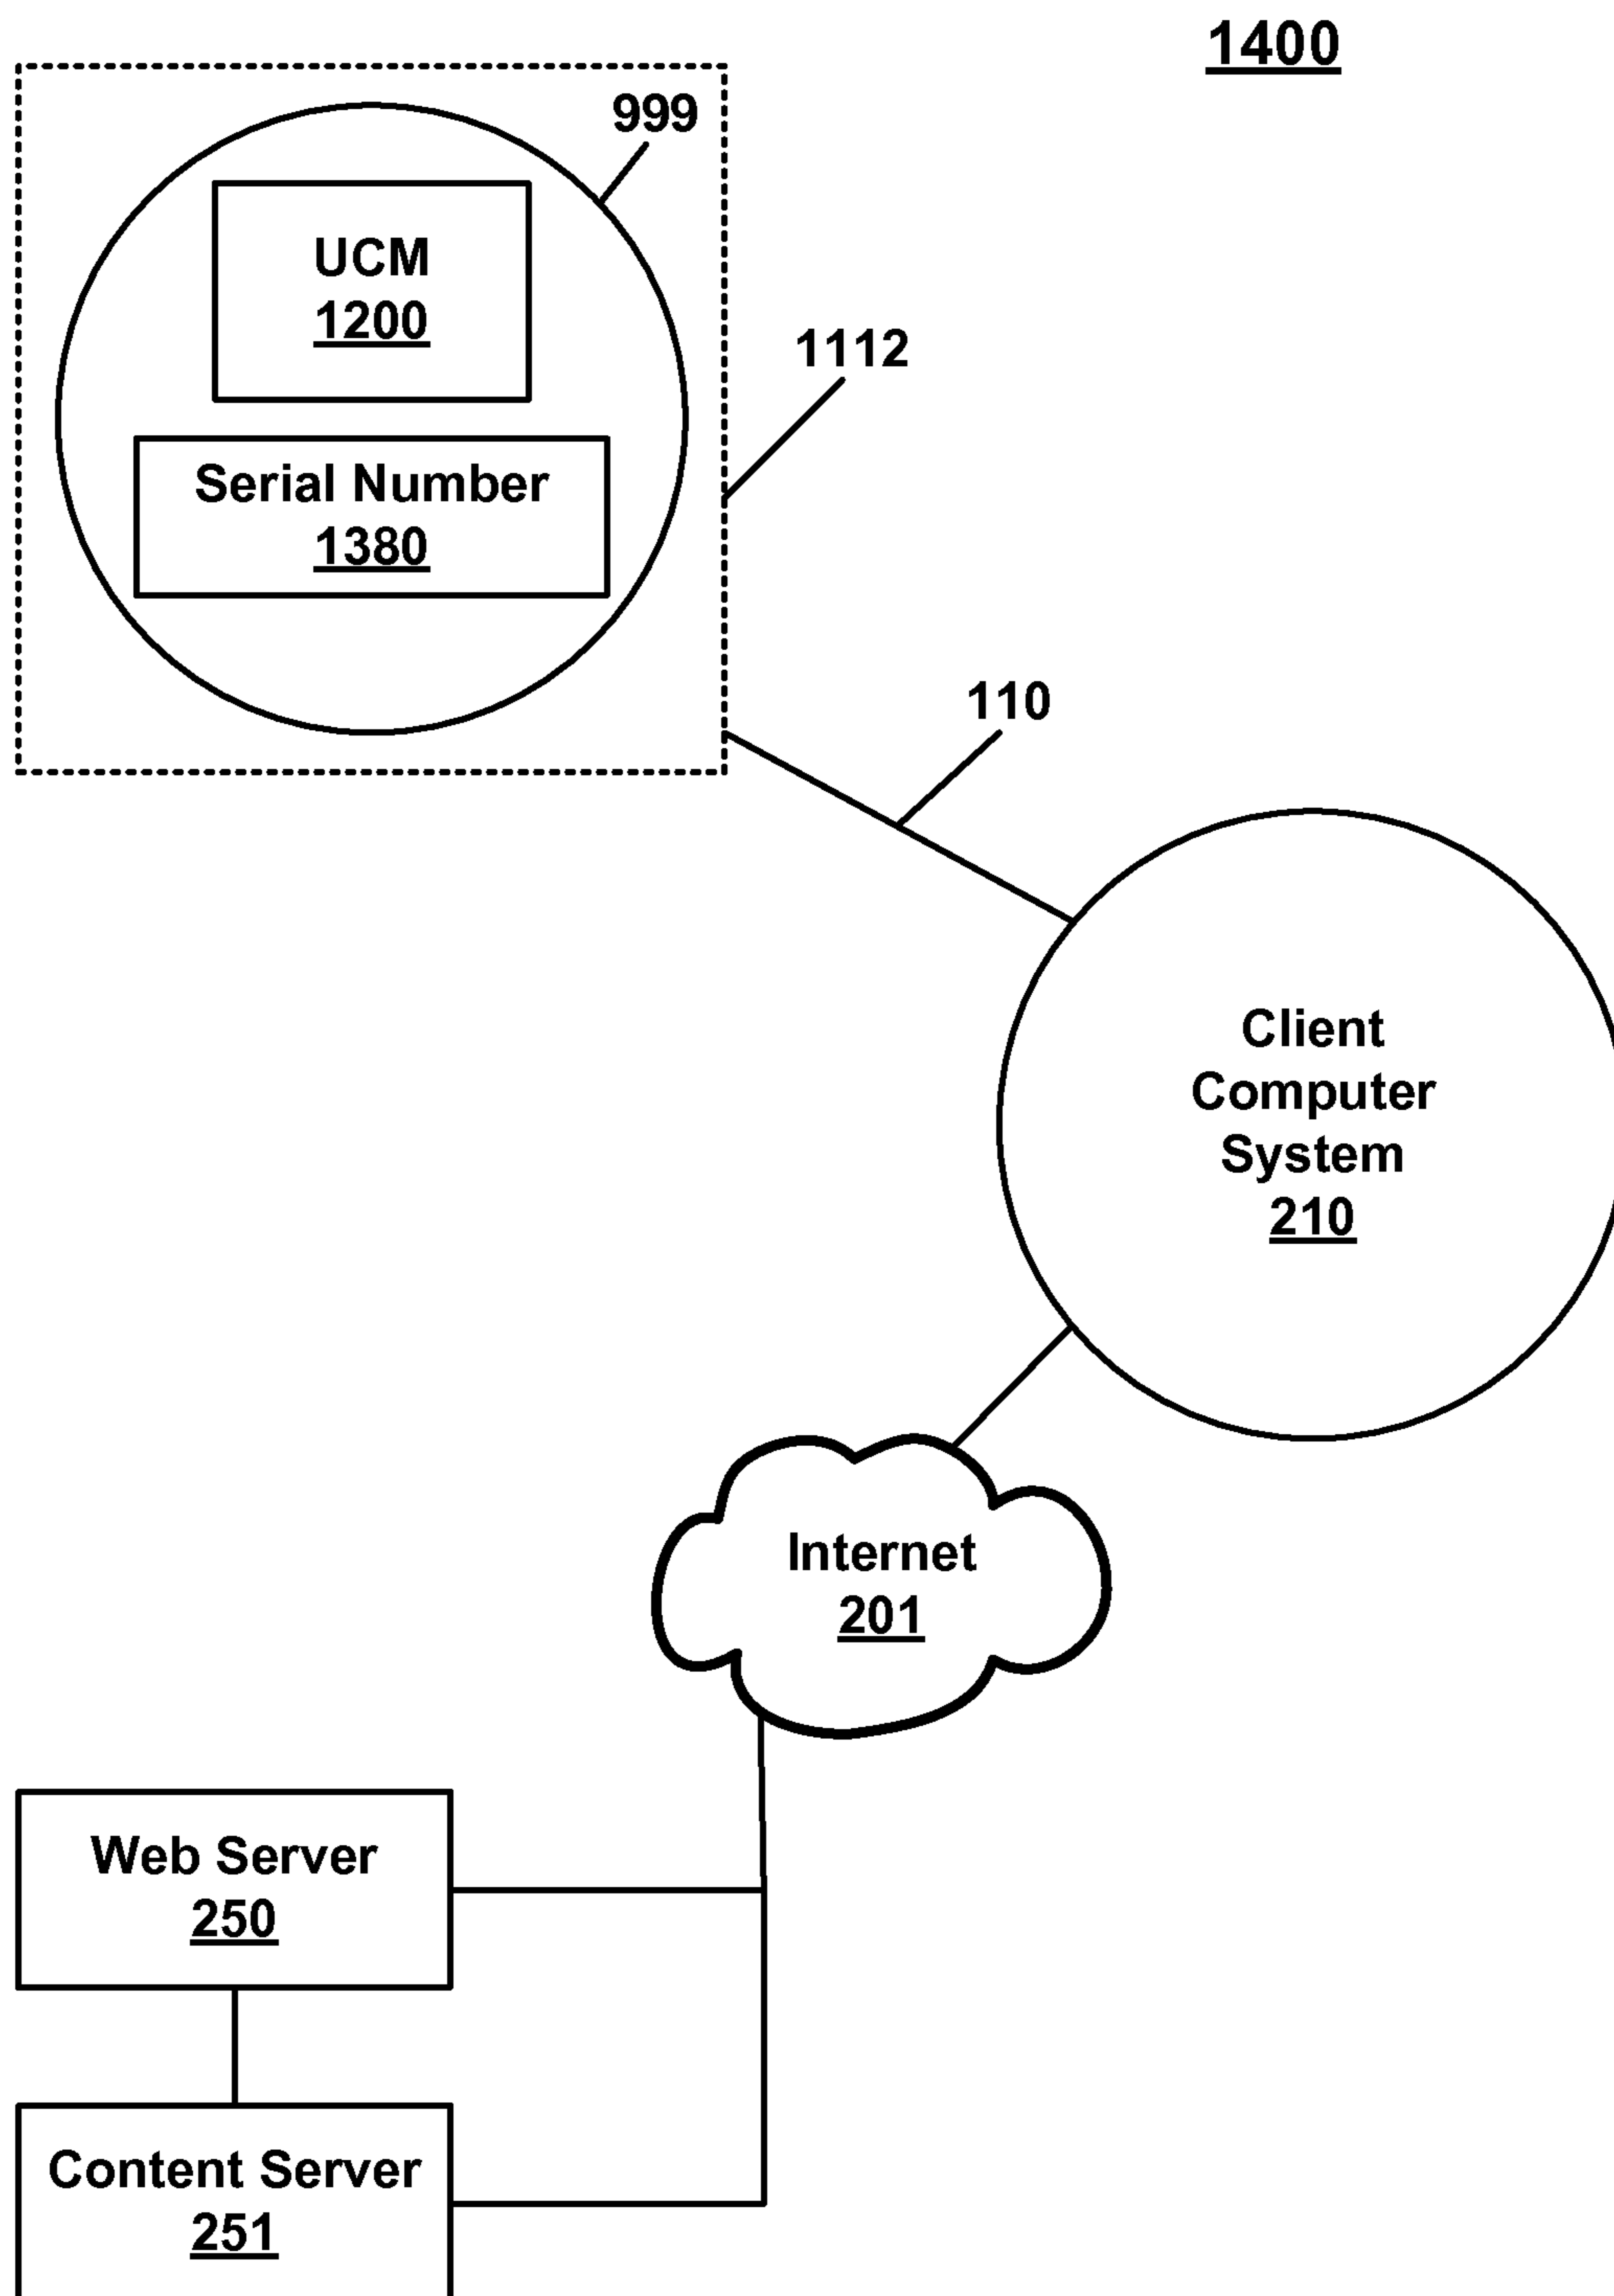 1400
999
UCM
1200
1112
Serial Number
1380
110
Client
Computer
System
210
Internet
201
Web Server
250
Content Server
251